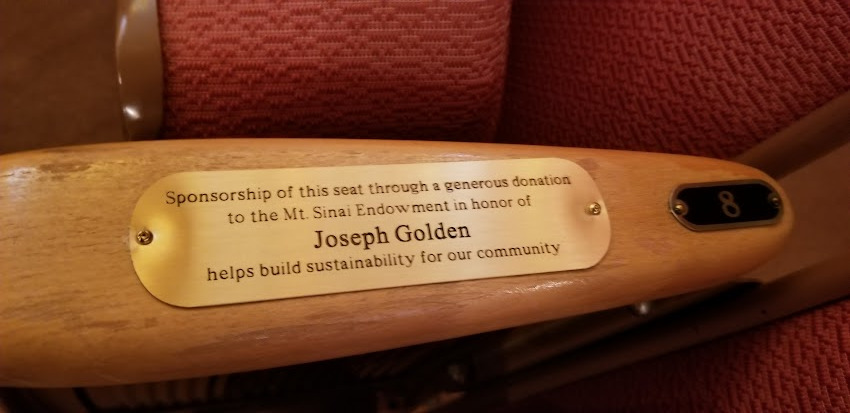 Sponsorship of this seat through a generous donation
to the Mt. Sinai Endowment in honor of
Joseph Golden
helps build sustainability for our community
8